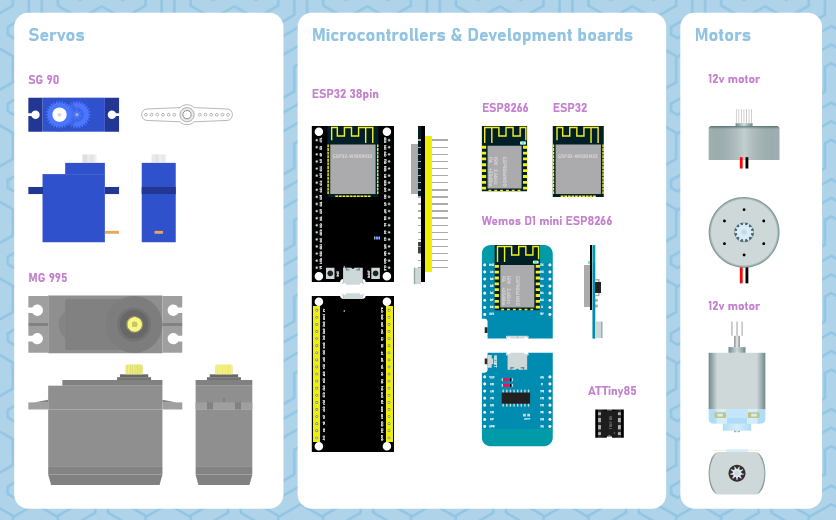 Servos
SG 90
MG 995
Microcontrollers & Development boards
ESP32 38pin
ESP8266
ESP32
Wemos D1 mini ESP8266
ATTiny85
Motors
12v motor
12v motor